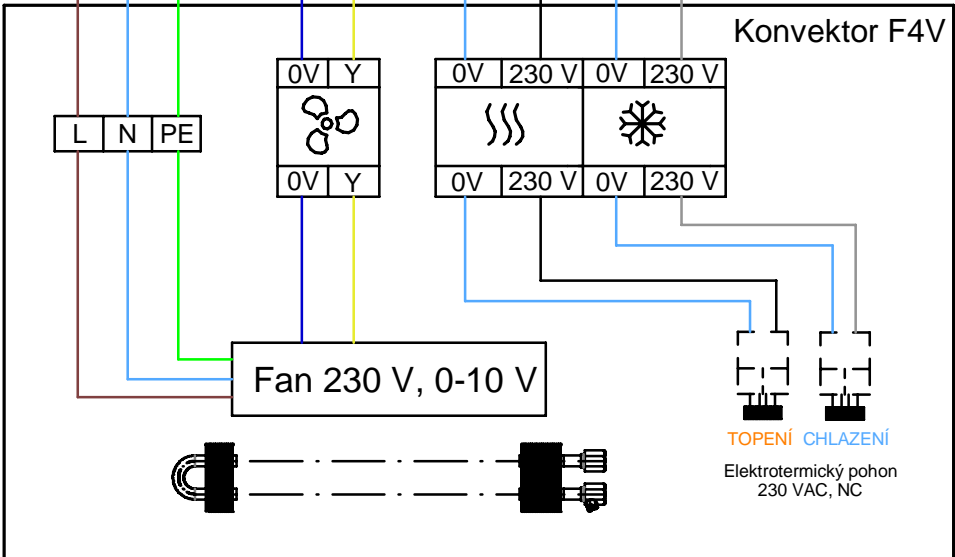 Konvektor F4V
0V Y
0V 230 V 0V 230 V
L N PE
0V Y
0V 230 V 0V 230 V
Fan 230 V, 0-10 V
TOPENÍ CHLAZENÍ
Elektrotermický pohon
230 VAC, NC